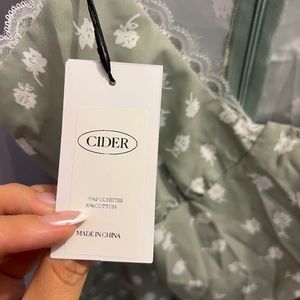 CIDER
POLYESTER
COTTON
MADE IN CHINA